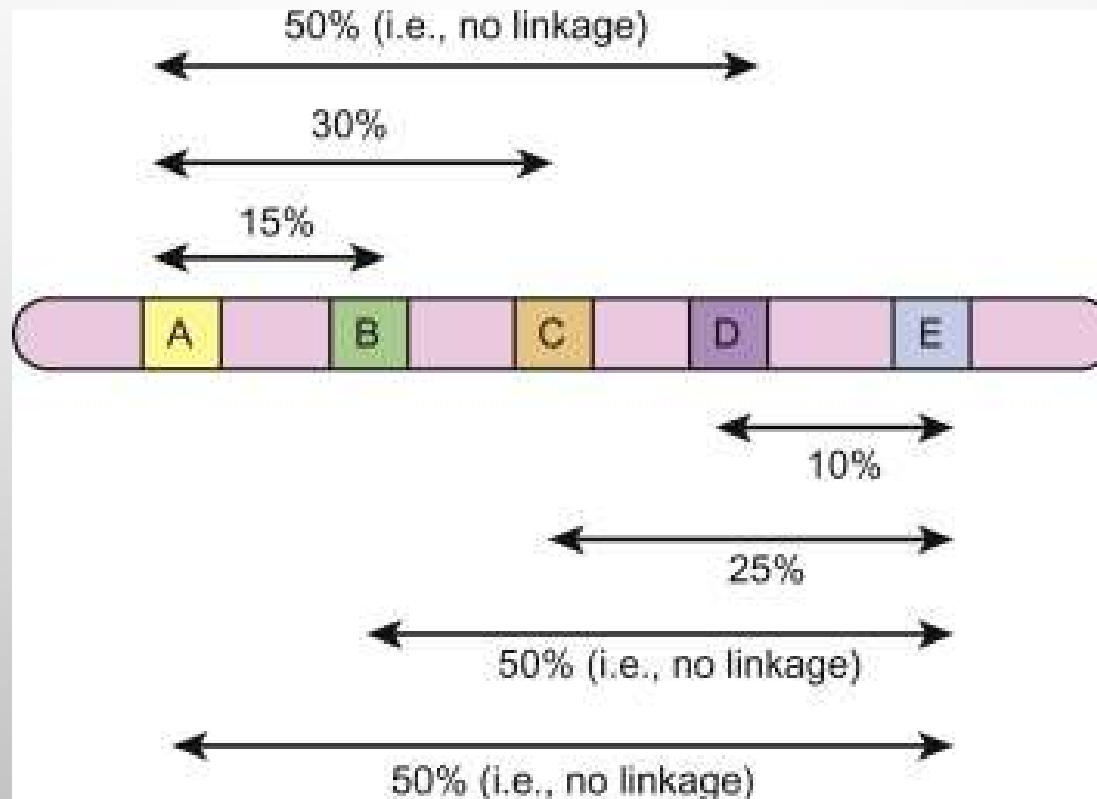 50% (i.e., no linkage)
30%
15%
A B C D E
10%
25%
50% (i.e., no linkage)
50% (i.e., no linkage)